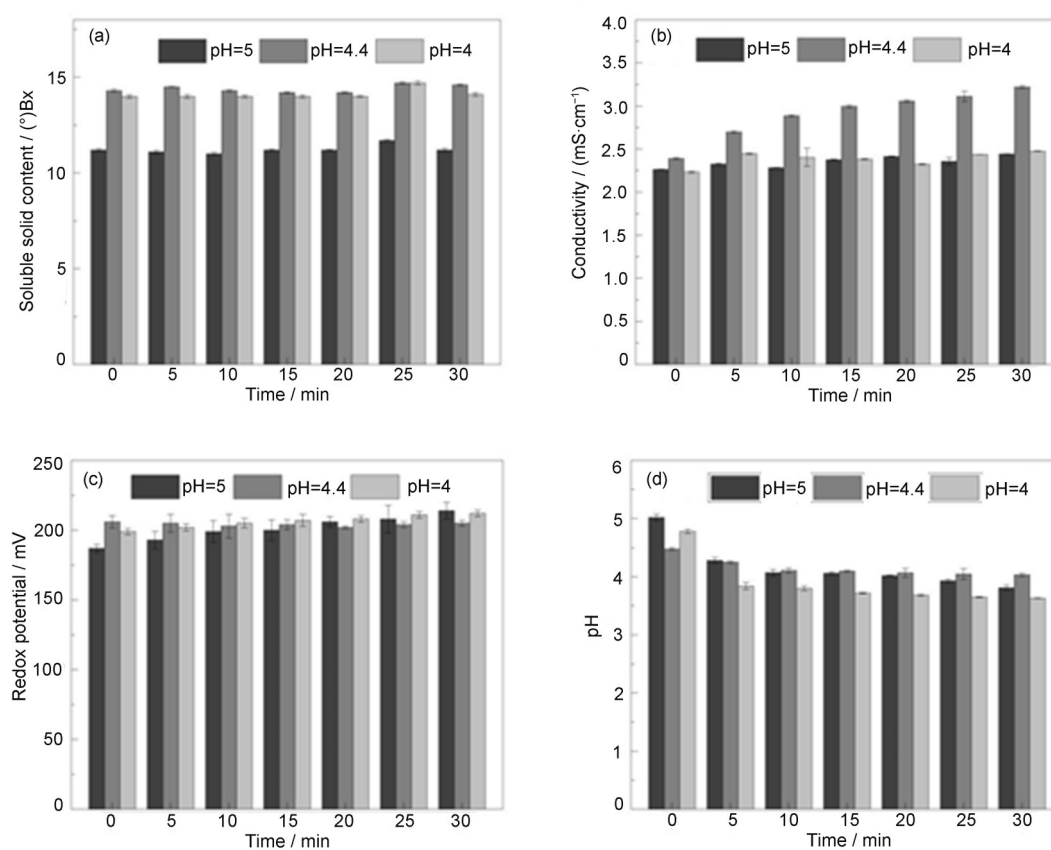 (a)
pH=5 pH=4.4 pH=4
Soluble solid content / (°)Bx
15
10
5
0
0 5 10 15 20 25 30
Time / min
(b)
pH=5 pH=4.4 pH=4
Conductivity / (mS·cm⁻¹)
4.0
3.5
3.0
2.5
2.0
1.5
1.0
0.5
0
0 5 10 15 20 25 30
Time / min
(c)
pH=5 pH=4.4 pH=4
Redox potential / mV
250
200
150
100
50
0
0 5 10 15 20 25 30
Time / min
(d)
pH=5 pH=4.4 pH=4
pH
6
5
4
3
2
1
0
0 5 10 15 20 25 30
Time / min